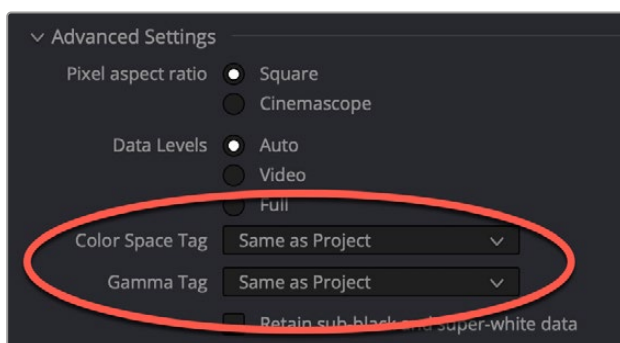 Advanced Settings
Pixel aspect ratio Square
Cinemascope
Data Levels Auto
Video
Full
Color Space Tag Same as Project
Gamma Tag Same as Project
Retain sub-black and super-white data